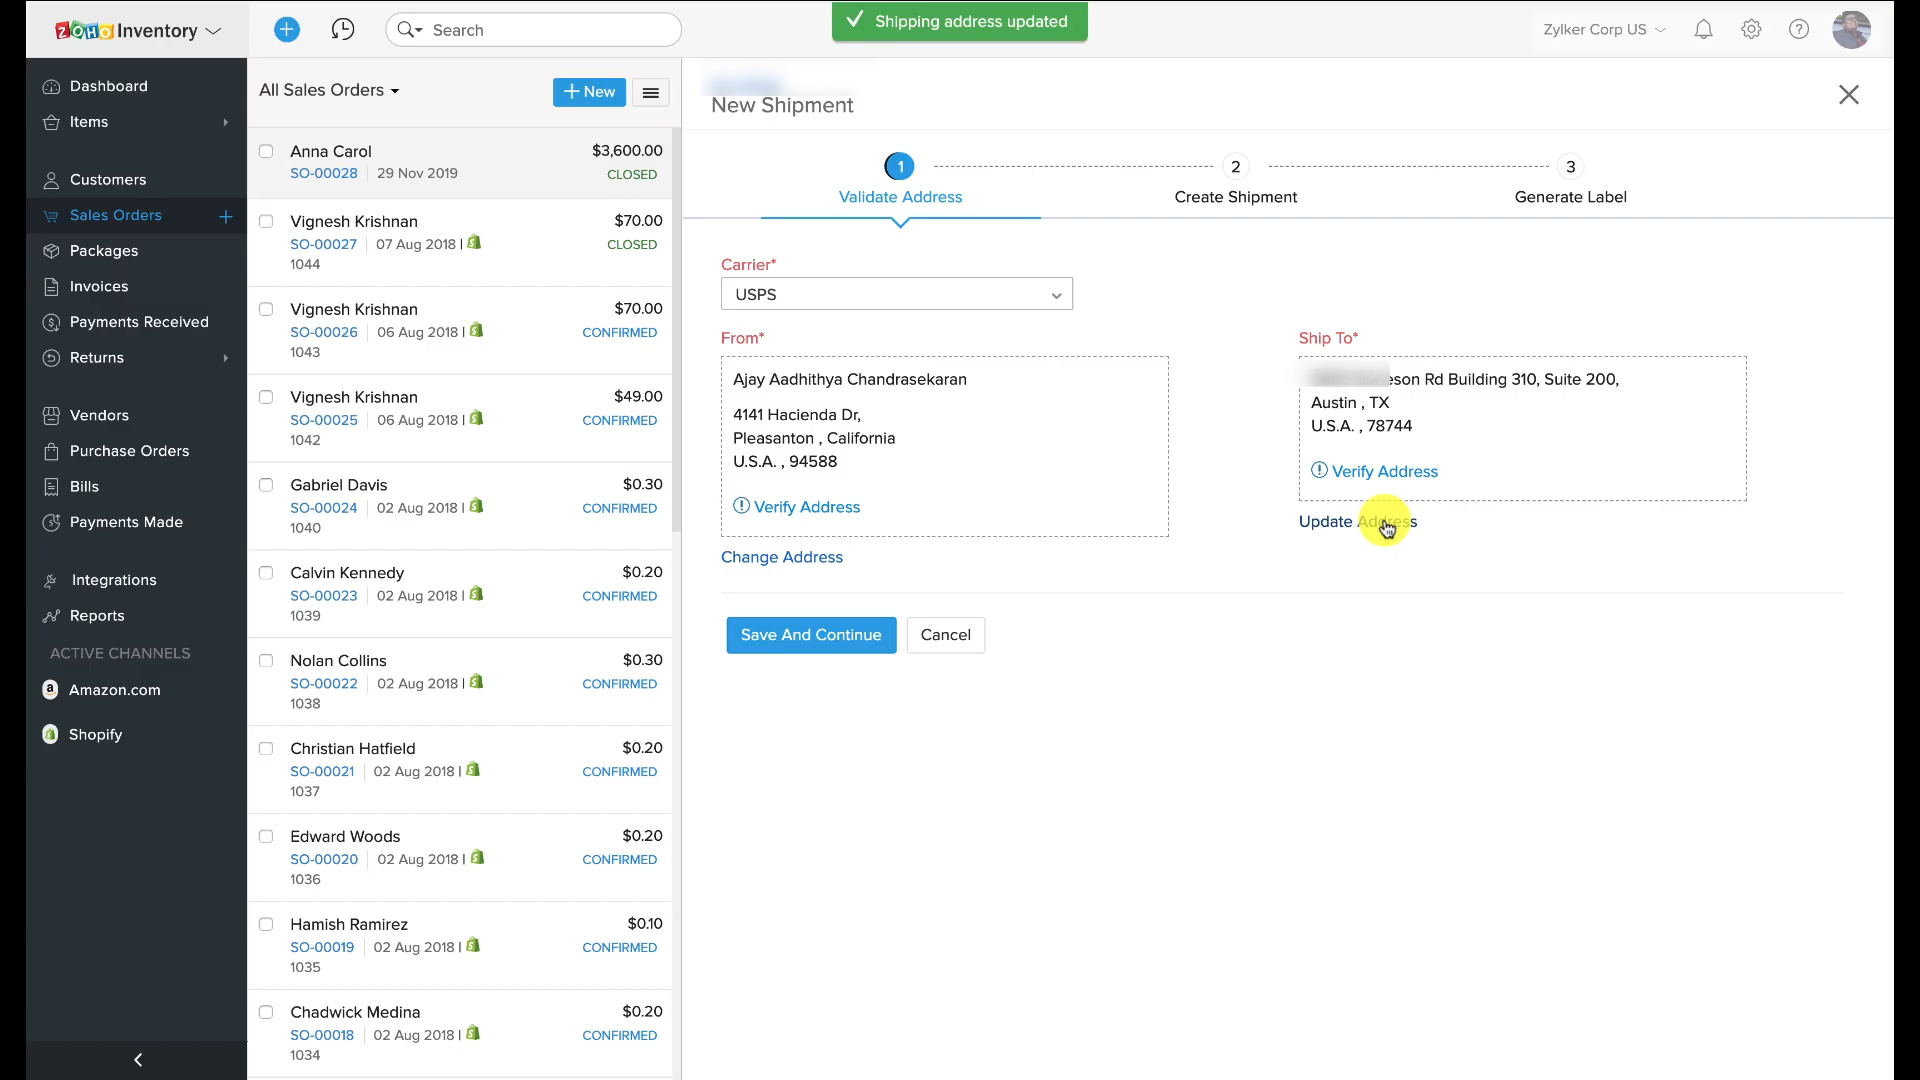 ZOHO Inventory
Search
Shipping address updated
Zylker Corp US
Dashboard
Items
Customers
Sales Orders
Packages
Invoices
Payments Received
Returns
Vendors
Purchase Orders
Bills
Payments Made
Integrations
Reports
ACTIVE CHANNELS
Amazon.com
Shopify
All Sales Orders
New
Anna Carol $3,600.00
SO-00028 29 Nov 2019 CLOSED
Vignesh Krishnan $70.00
SO-00027 07 Aug 2018 CLOSED
1044
Vignesh Krishnan $70.00
SO-00026 06 Aug 2018 CONFIRMED
1043
Vignesh Krishnan $49.00
SO-00025 06 Aug 2018 CONFIRMED
1042
Gabriel Davis $0.30
SO-00024 02 Aug 2018 CONFIRMED
1040
Calvin Kennedy $0.20
SO-00023 02 Aug 2018 CONFIRMED
1039
Nolan Collins $0.30
SO-00022 02 Aug 2018 CONFIRMED
1038
Christian Hatfield $0.20
SO-00021 02 Aug 2018 CONFIRMED
1037
Edward Woods $0.20
SO-00020 02 Aug 2018 CONFIRMED
1036
Hamish Ramirez $0.10
SO-00019 02 Aug 2018 CONFIRMED
1035
Chadwick Medina $0.20
SO-00018 02 Aug 2018 CONFIRMED
1034
New Shipment
1 2 3
Validate Address Create Shipment Generate Label
Carrier*
USPS
From*
Ajay Aadhithya Chandrasekaran
4141 Hacienda Dr,
Pleasanton , California
U.S.A. , 94588
Verify Address
Change Address
Ship To*
Rd Building 310, Suite 200,
Austin , TX
U.S.A. , 78744
Verify Address
Update Address
Save And Continue Cancel